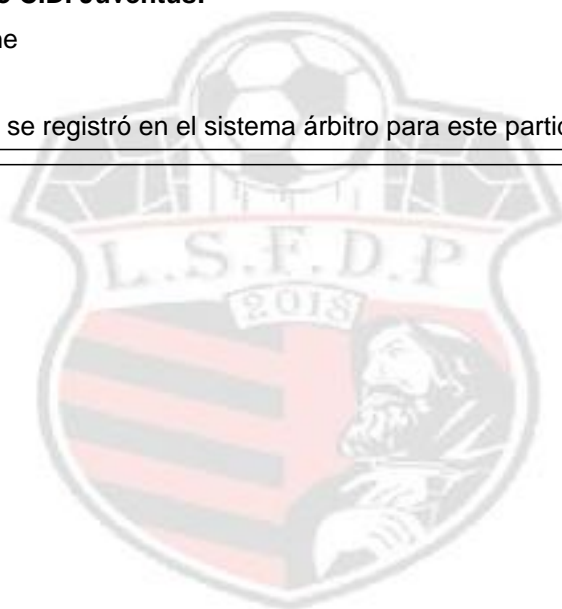 C.D. Juventus.
ne
se registró en el sistema árbitro para este partic
L.S.F.D.P
2018